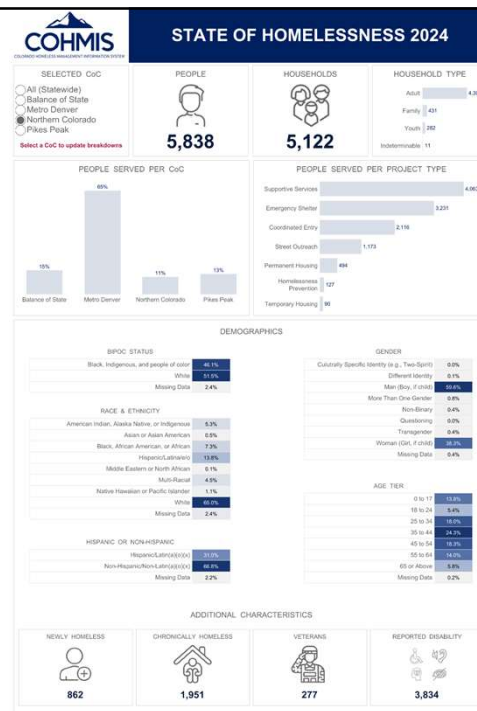 COHMIS
COLORADO HOMELESS MANAGEMENT INFORMATION SYSTEM
STATE OF HOMELESSNESS 2024
SELECTED CoC
All (Statewide)
Balance of State
Metro Denver
Northern Colorado
Pikes Peak
Select a CoC to update breakdowns
PEOPLE
5,838
HOUSEHOLDS
5,122
HOUSEHOLD TYPE
Adult
Family 431
Youth 282
Indeterminable 11
PEOPLE SERVED PER CoC
15% 65% 11% 13%
Balance of State Metro Denver Northern Colorado Pikes Peak
PEOPLE SERVED PER PROJECT TYPE
Supportive Services
Emergency Shelter 3,231
Coordinated Entry 2,116
Street Outreach 1,173
Permanent Housing 494
Homelessness
Prevention 127
Temporary Housing 90
DEMOGRAPHICS
BIPOC STATUS
Black, Indigenous, and people of color 46.1%
White 51.5%
Missing Data 2.4%
RACE & ETHNICITY
American Indian, Alaska Native, or Indigenous 5.3%
Asian or Asian American 0.5%
Black, African American, or African 7.3%
Hispanic/Latina/e/o 13.8%
Middle Eastern or North African 0.1%
Multi-Racial 4.5%
Native Hawaiian or Pacific Islander 1.1%
White 65.0%
Missing Data 2.4%
HISPANIC OR NON-HISPANIC
Hispanic/Latin(a)(o)(x) 31.0%
Non-Hispanic/Non-Latin(a)(o)(x) 66.8%
Missing Data 2.2%
GENDER
Culturally Specific Identity (e.g., Two-Spirit) 0.0%
Different Identity 0.1%
Man (Boy, if child)
More Than One Gender 0.8%
Non-Binary 0.4%
Questioning 0.0%
Transgender 0.4%
Woman (Girl, if child)
Missing Data 0.4%
AGE TIER
0 to 17 13.8%
18 to 24 5.4%
25 to 34 18.0%
35 to 44 24.3%
45 to 54 18.3%
55 to 64 14.0%
65 or Above 5.8%
Missing Data 0.2%
ADDITIONAL CHARACTERISTICS
NEWLY HOMELESS
862
CHRONICALLY HOMELESS
1,951
VETERANS
277
REPORTED DISABILITY
3,834